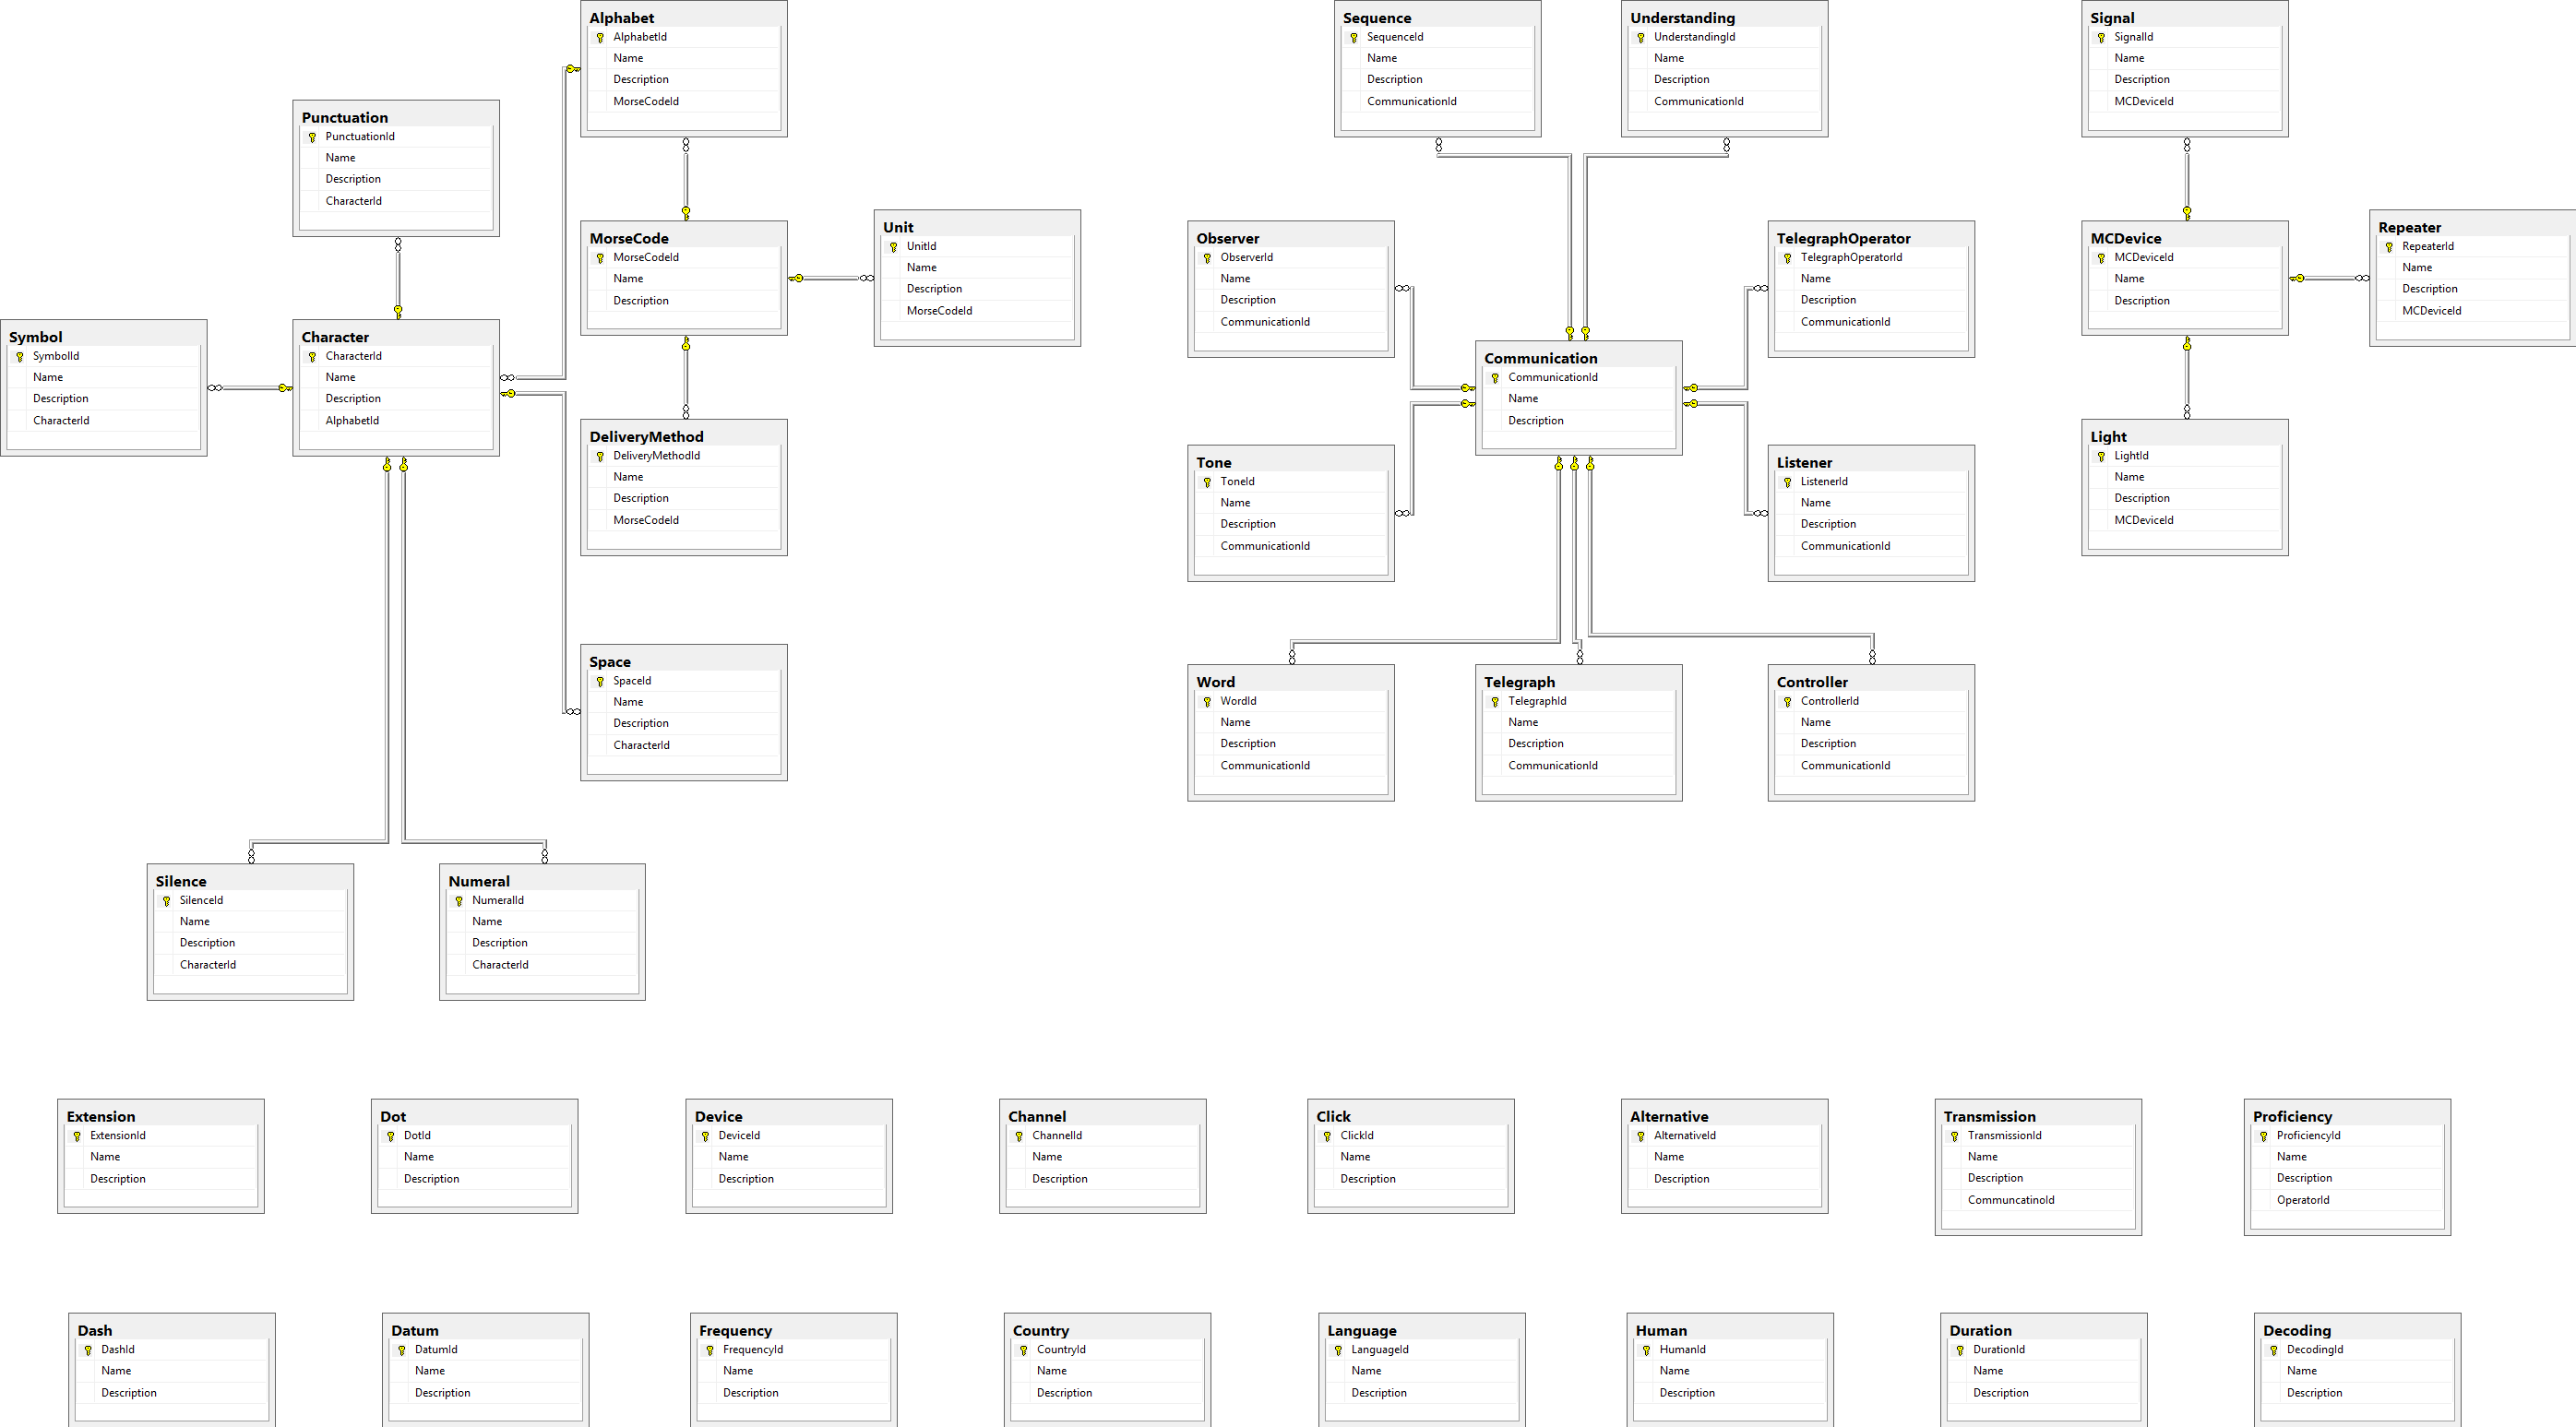 Alphabet
AlphabetId
Name
Description
MorseCodeId
Sequence
SequenceId
Name
Description
CommunicationId
Understanding
UnderstandingId
Name
Description
CommunicationId
Signal
SignalId
Name
Description
MCDeviceId
Punctuation
PunctuationId
Name
Description
CharacterId
MorseCode
MorseCodeId
Name
Description
Unit
UnitId
Name
Description
MorseCodeId
Observer
ObserverId
Name
Description
CommunicationId
TelegraphOperator
TelegraphOperatorId
Name
Description
CommunicationId
MCDevice
MCDeviceId
Name
Description
Repeater
RepeaterId
Name
Description
MCDeviceId
Symbol
SymbolId
Name
Description
CharacterId
Character
CharacterId
Name
Description
AlphabetId
Communication
CommunicationId
Name
Description
DeliveryMethod
DeliveryMethodId
Name
Description
MorseCodeId
Tone
ToneId
Name
Description
CommunicationId
Listener
ListenerId
Name
Description
CommunicationId
Light
LightId
Name
Description
MCDeviceId
Space
SpaceId
Name
Description
CharacterId
Word
WordId
Name
Description
CommunicationId
Telegraph
TelegraphId
Name
Description
CommunicationId
Controller
ControllerId
Name
Description
CommunicationId
Silence
SilenceId
Name
Description
CharacterId
Numeral
NumeralId
Name
Description
CharacterId
Extension
ExtensionId
Name
Description
Dot
DotId
Name
Description
Device
DeviceId
Name
Description
Channel
ChannelId
Name
Description
Click
ClickId
Name
Description
Alternative
AlternativeId
Name
Description
Transmission
TransmissionId
Name
Description
CommuncatinoId
Proficiency
ProficiencyId
Name
Description
OperatorId
Dash
DashId
Name
Description
Datum
DatumId
Name
Description
Frequency
FrequencyId
Name
Description
Country
CountryId
Name
Description
Language
LanguageId
Name
Description
Human
HumanId
Name
Description
Duration
DurationId
Name
Description
Decoding
DecodingId
Name
Description